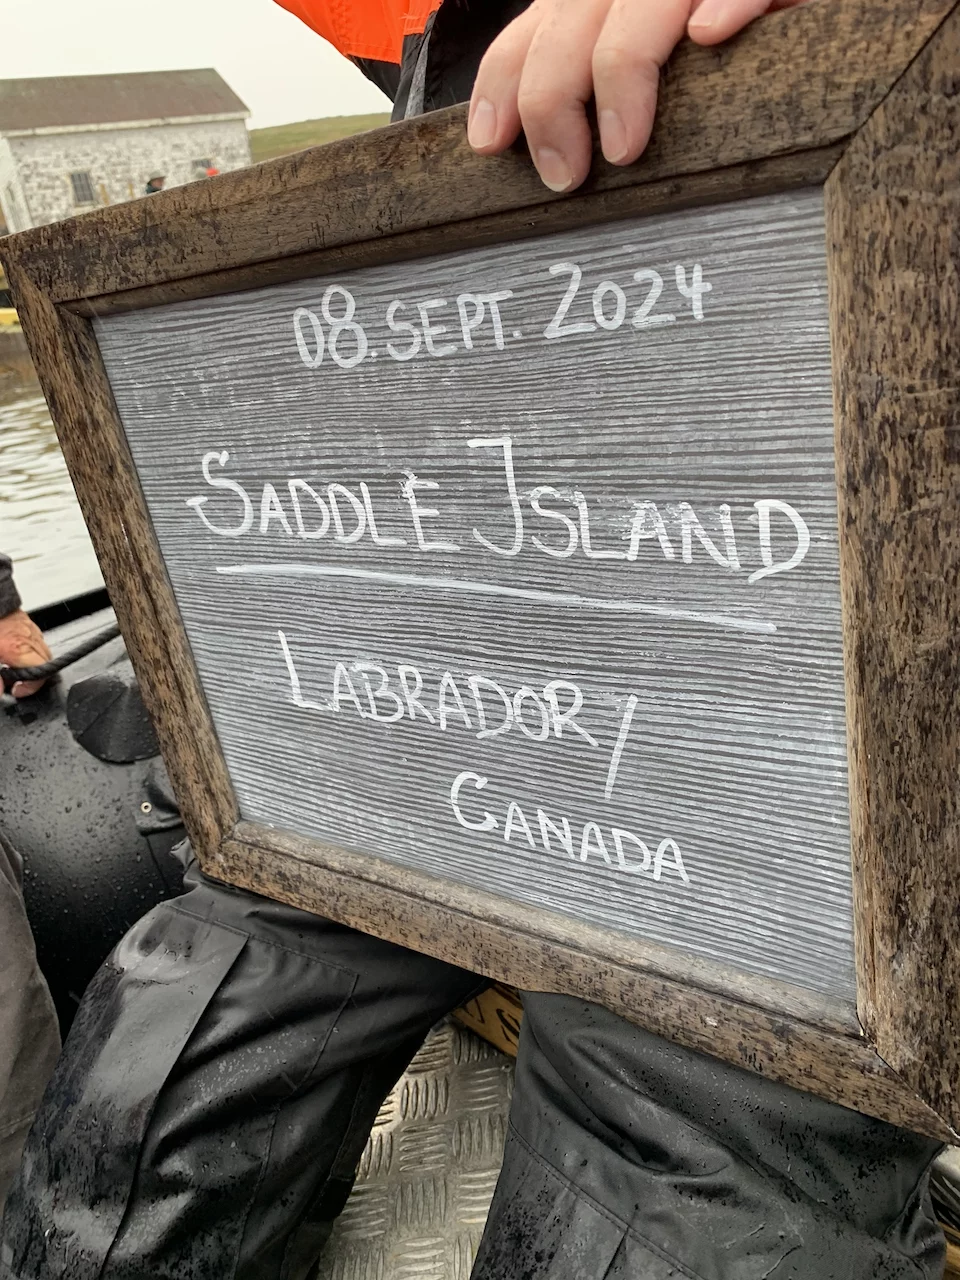 08. SEPT. 2024
SADDLE ISLAND
LABRADOR /
CANADA